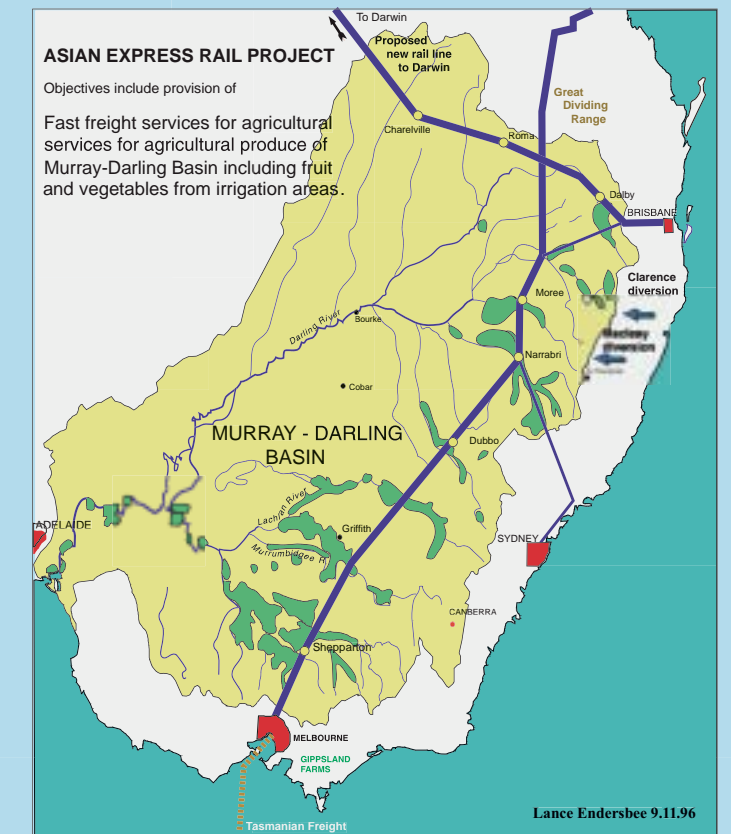 To Darwin
ASIAN EXPRESS RAIL PROJECT
Objectives include provision of
Fast freight services for agricultural
services for agricultural produce of
Murray-Darling Basin including fruit
and vegetables from irrigation areas.
Proposed
new rail line
to Darwin
Great
Dividing
Range
Charelville
Roma
Dalby
BRISBANE
Clarence
diversion
Moree
Macleay
diversion
Darling River
Bourke
Narrabri
Cobar
MURRAY - DARLING
BASIN
Dubbo
Lachlan River
ADELAIDE
Griffith
SYDNEY
Murrumbidgee R
CANBERRA
Shepparton
MELBOURNE
GIPPSLAND
FARMS
Lance Endersbee 9.11.96
Tasmanian Freight